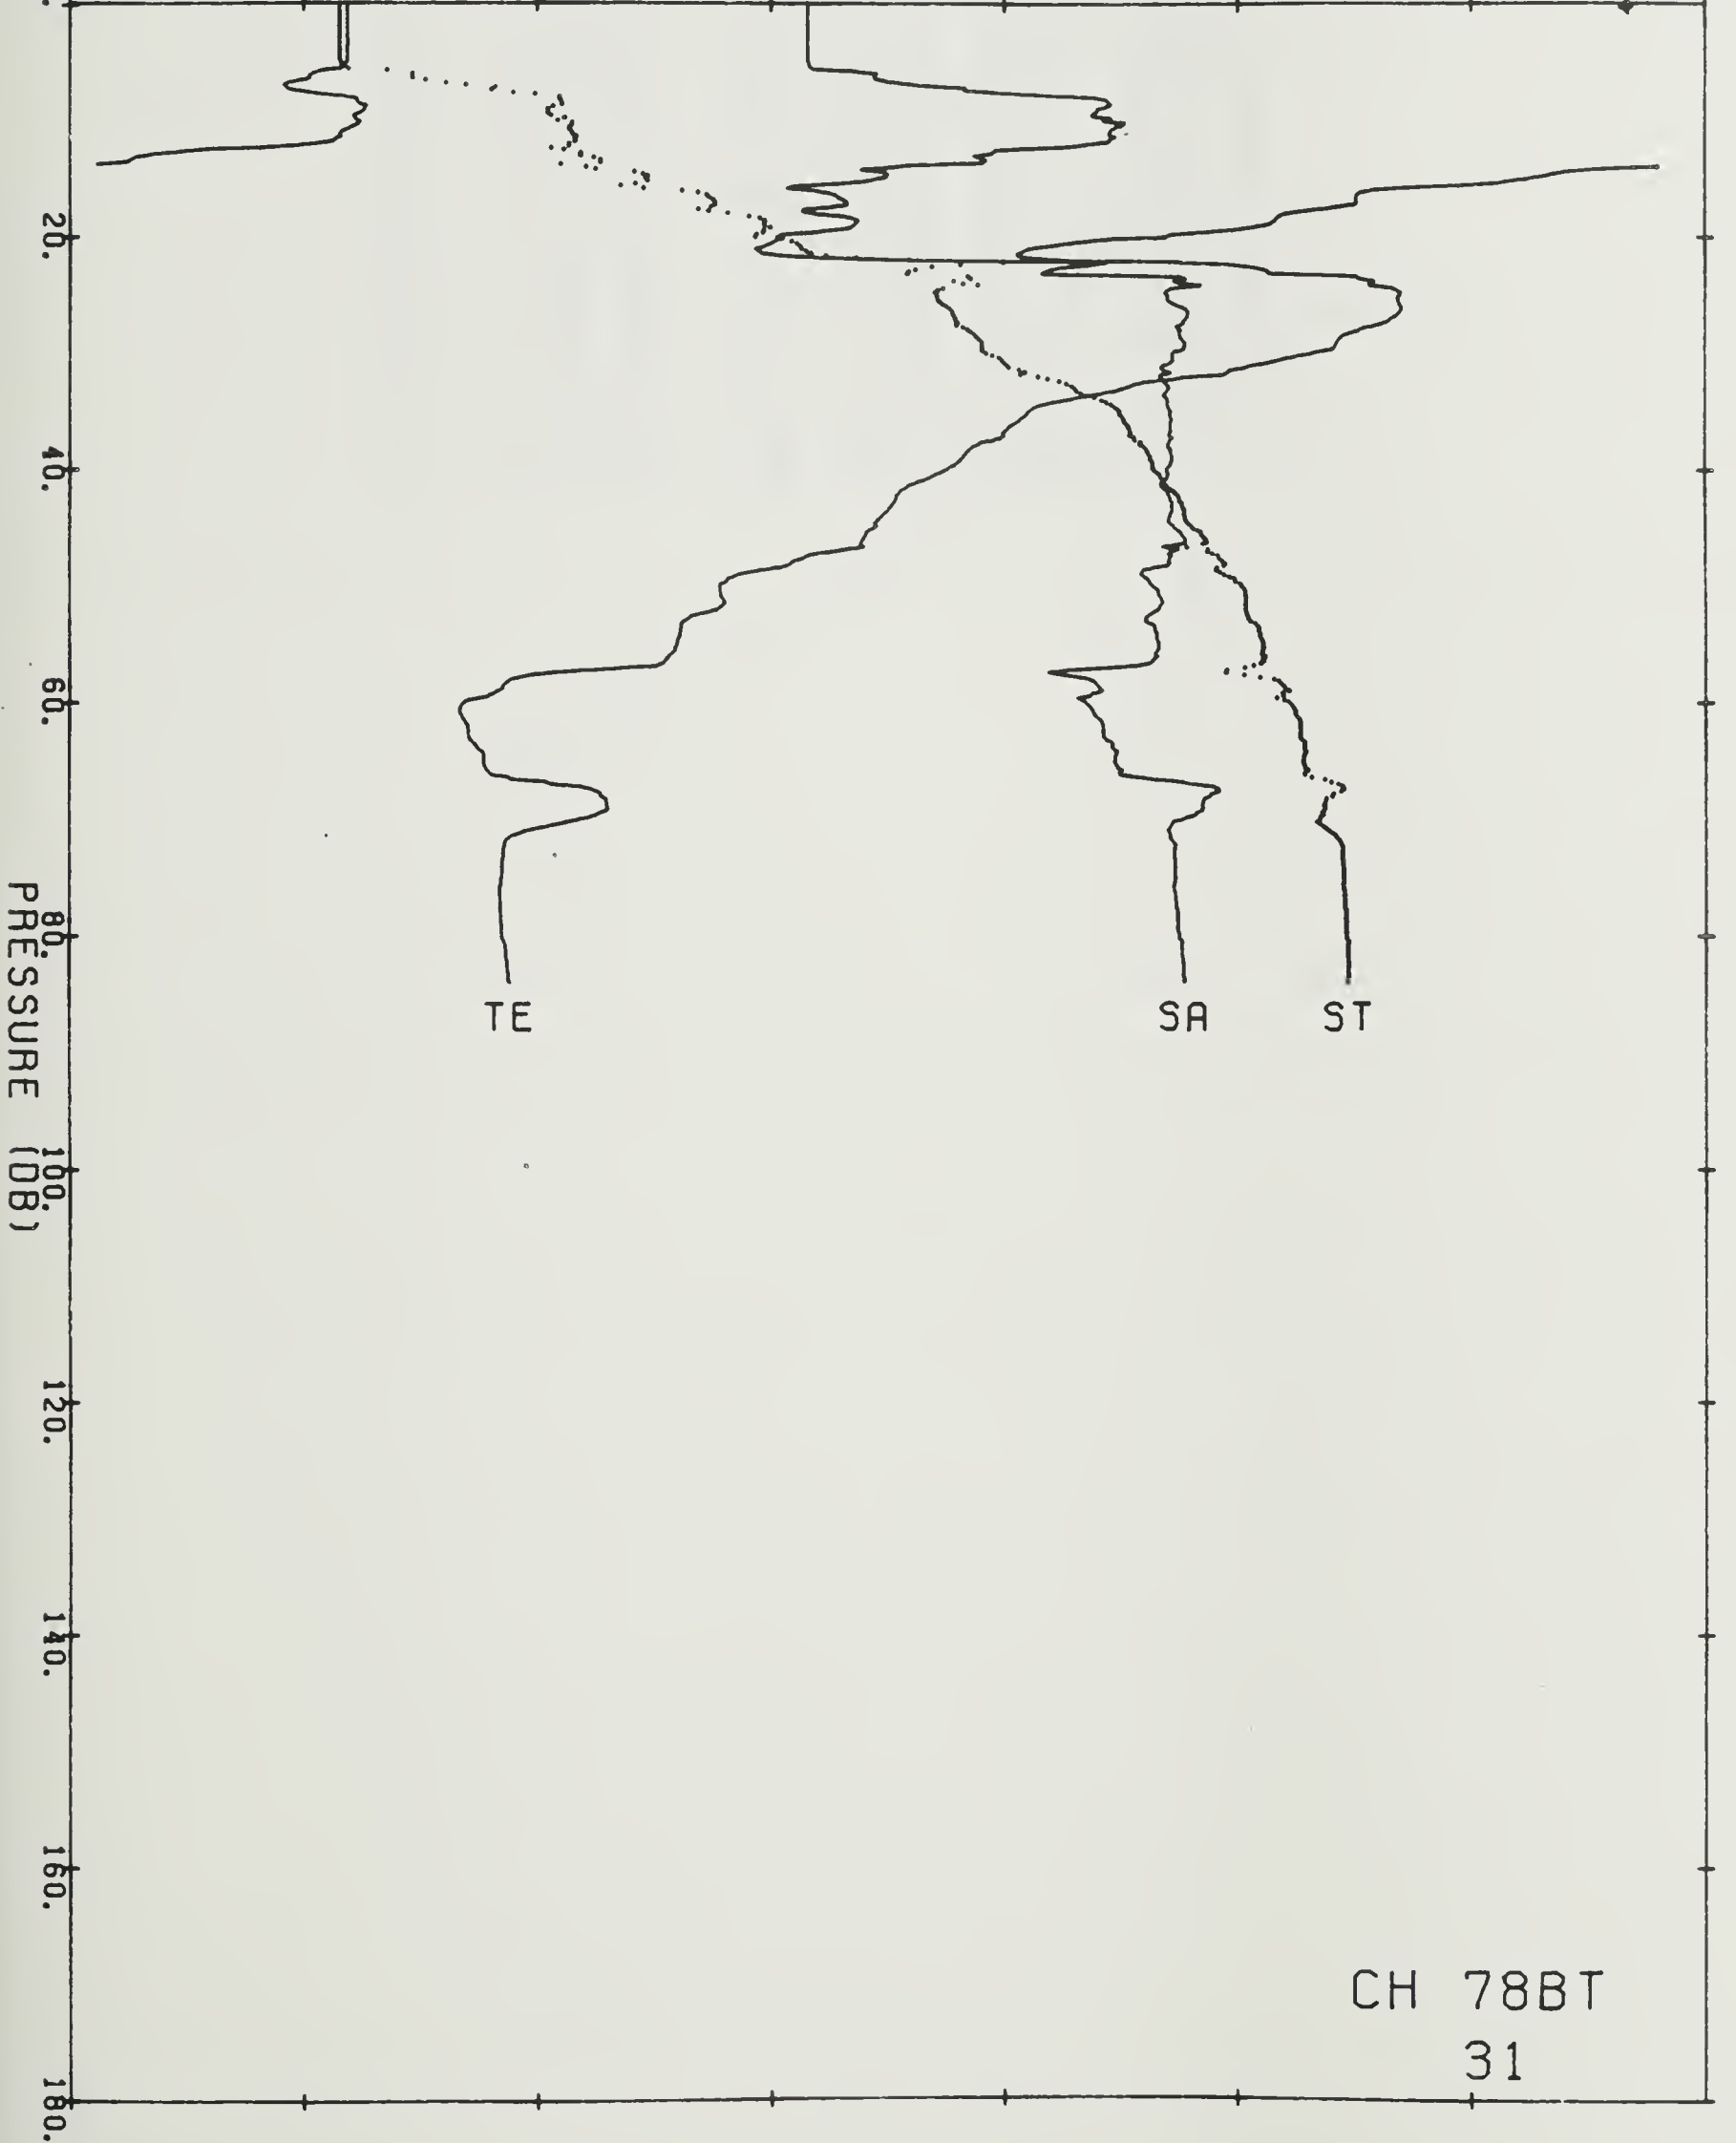 20.
40.
60.
80.
100.
120.
140.
160.
180.
PRESSURE (DB)
TE
SA
ST
CH 78BT
31